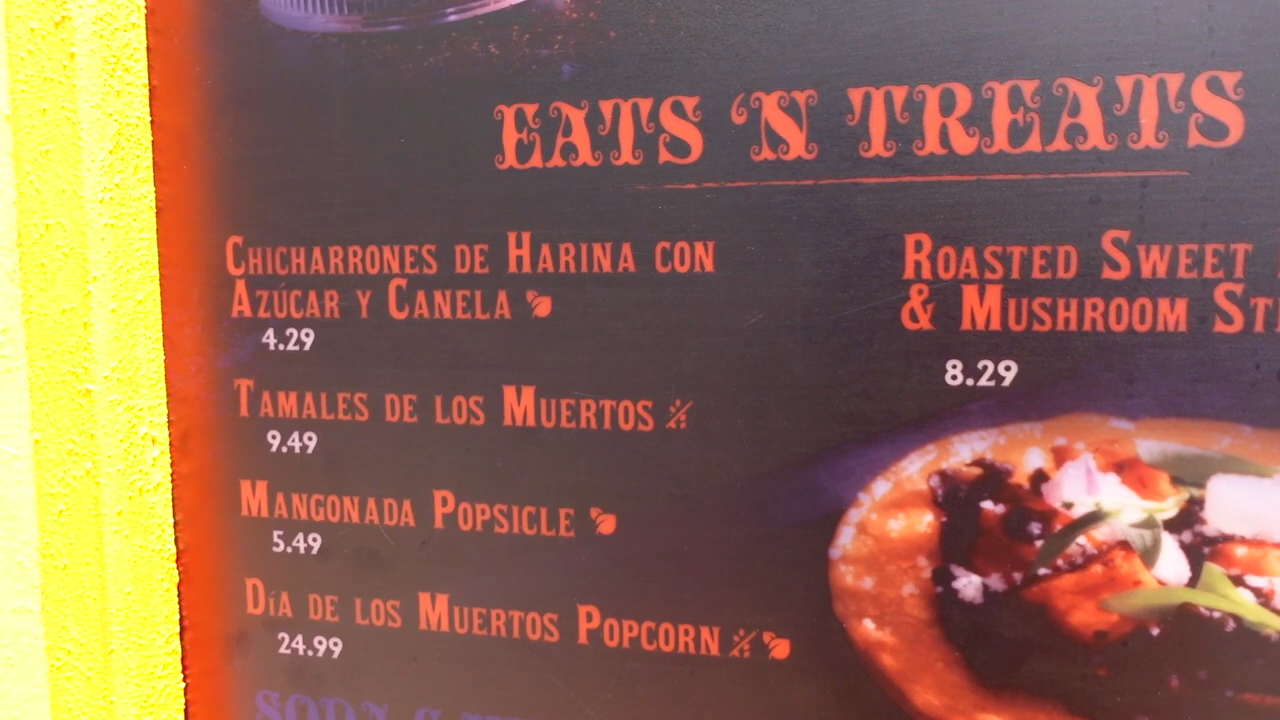 EATS 'N TREATS
CHICHARRONES DE HARINA CON
AZÚCAR Y CANELA
4.29
TAMALES DE LOS MUERTOS
9.49
MANGONADA POPSICLE
5.49
DÍA DE LOS MUERTOS POPCORN
24.99
ROASTED SWEET
& MUSHROOM
8.29
SODA &